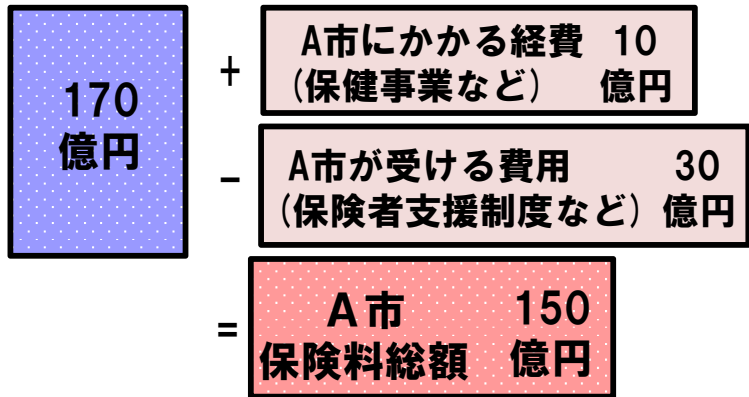 170
億円
+
A市にかかる経費 10
(保健事業など) 億円
-
A市が受ける費用 30
(保険者支援制度など) 億円
=
A市 150
保険料総額 億円